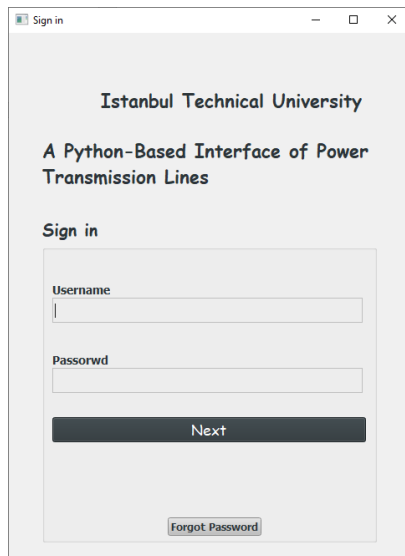 Sign in
Istanbul Technical University
A Python-Based Interface of Power
Transmission Lines
Sign in
Username
Passorwd
Next
Forgot Password